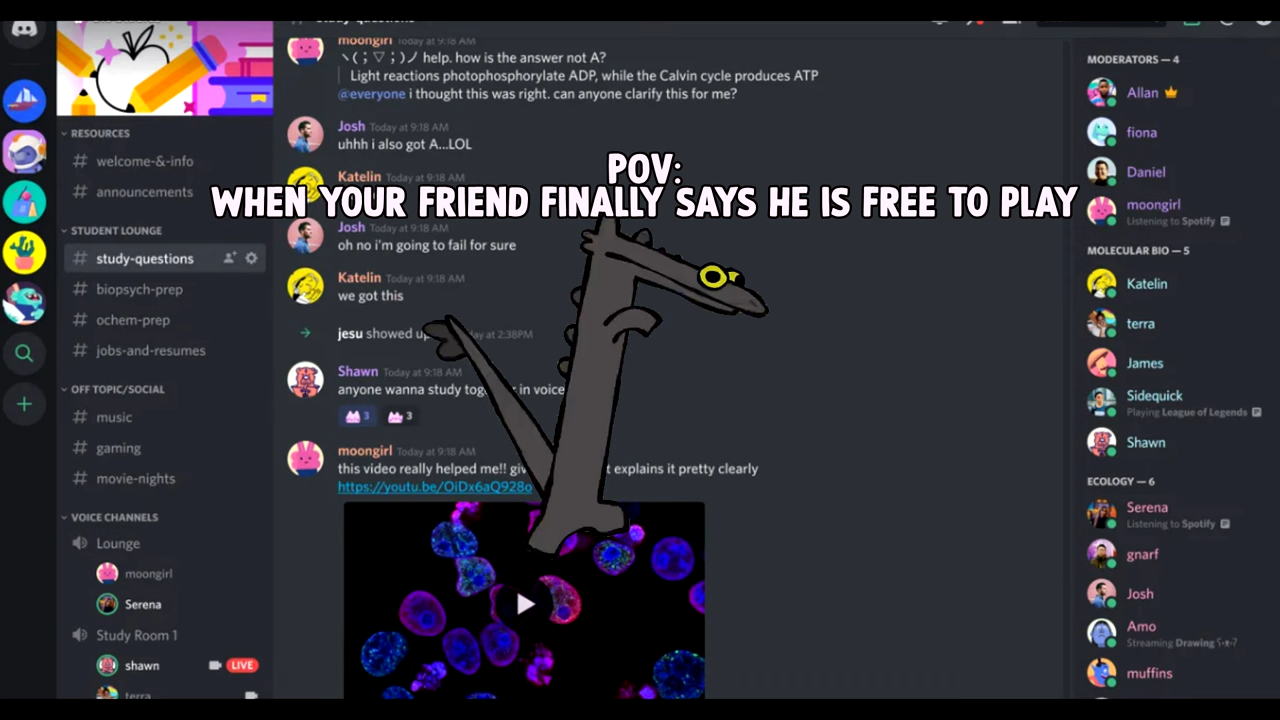 study-questions
RESOURCES
# welcome-&-info
# announcements
STUDENT LOUNGE
# study-questions
# biopsych-prep
# ochem-prep
# jobs-and-resumes
OFF TOPIC/SOCIAL
# music
# gaming
# movie-nights
VOICE CHANNELS
Lounge
moongirl
Serena
Study Room 1
shawn LIVE
terra
moongirl Today at 9:18 AM
ヽ(；▽；)ノ help. how is the answer not A?
Light reactions photophosphorylate ADP, while the Calvin cycle produces ATP
@everyone i thought this was right. can anyone clarify this for me?
Josh Today at 9:18 AM
uhhh i also got A...LOL
Katelin Today at 9:18 AM
POV:
WHEN YOUR FRIEND FINALLY SAYS HE IS FREE TO PLAY
Josh Today at 9:18 AM
oh no i'm going to fail for sure
Katelin Today at 9:18 AM
we got this
jesu showed up at 2:38PM
Shawn Today at 9:18 AM
anyone wanna study in voice
3 3
moongirl Today at 9:18 AM
this video really helped me!! explains it pretty clearly
https://youtu.be/OiDx6aQ928o
MODERATORS — 4
Allan
fiona
Daniel
moongirl
Listening to Spotify
MOLECULAR BIO — 5
Katelin
terra
James
Sidequick
Playing League of Legends
Shawn
ECOLOGY — 6
Serena
Listening to Spotify
gnarf
Josh
Amo
Streaming Drawing
muffins